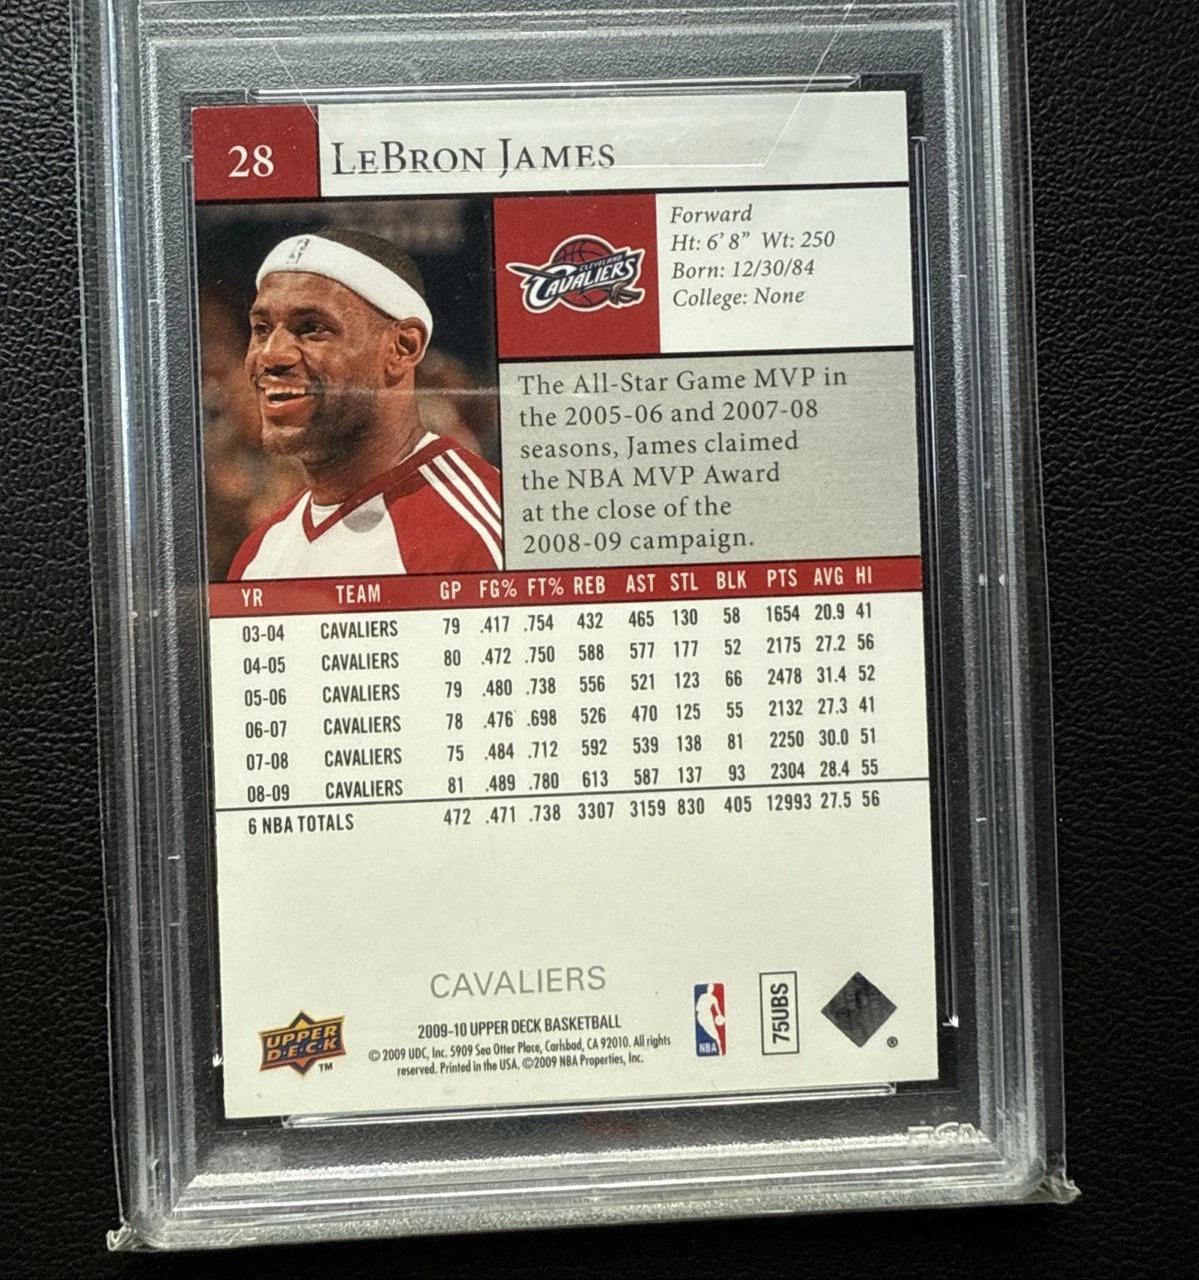 28 LEBRON JAMES
CLEVELAND
CAVALIERS
Forward
Ht: 6' 8" Wt: 250
Born: 12/30/84
College: None
The All-Star Game MVP in
the 2005-06 and 2007-08
seasons, James claimed
the NBA MVP Award
at the close of the
2008-09 campaign.
YR TEAM GP FG% FT% REB AST STL BLK PTS AVG HI
03-04 CAVALIERS 79 .417 .754 432 465 130 58 1654 20.9 41
04-05 CAVALIERS 80 .472 .750 588 577 177 52 2175 27.2 56
05-06 CAVALIERS 79 .480 .738 556 521 123 66 2478 31.4 52
06-07 CAVALIERS 78 .476 .698 526 470 125 55 2132 27.3 41
07-08 CAVALIERS 75 .484 .712 592 539 138 81 2250 30.0 51
08-09 CAVALIERS 81 .489 .780 613 587 137 93 2304 28.4 55
6 NBA TOTALS 472 .471 .738 3307 3159 830 405 12993 27.5 56
CAVALIERS
UPPER
D·E·C·K
TM
2009-10 UPPER DECK BASKETBALL
© 2009 UDC, Inc. 5909 Sea Otter Place, Carlsbad, CA 92010. All rights
reserved. Printed in the USA. ©2009 NBA Properties, Inc.
NBA
75UBS
®
PSA